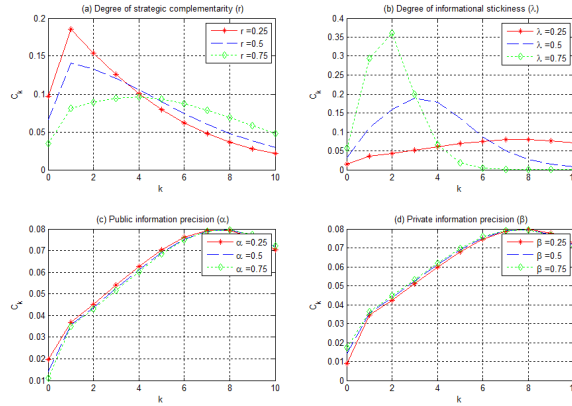 (a) Degree of strategic complementarity (r)
0.2
0.15
0.1
0.05
0
C_k
0 2 4 6 8 10
k
r =0.25
r =0.5
r =0.75
(b) Degree of informational stickiness (λ)
0.4
0.35
0.3
0.25
0.2
0.15
0.1
0.05
0
C_k
0 2 4 6 8 10
k
λ =0.25
λ =0.5
λ =0.75
(c) Public information precision (α)
0.08
0.07
0.06
0.05
0.04
0.03
0.02
0.01
C_k
0 2 4 6 8 10
k
α =0.25
α =0.5
α =0.75
(d) Private information precision (β)
0.08
0.07
0.06
0.05
0.04
0.03
0.02
0.01
0
C_k
0 2 4 6 8 10
k
β =0.25
β =0.5
β =0.75